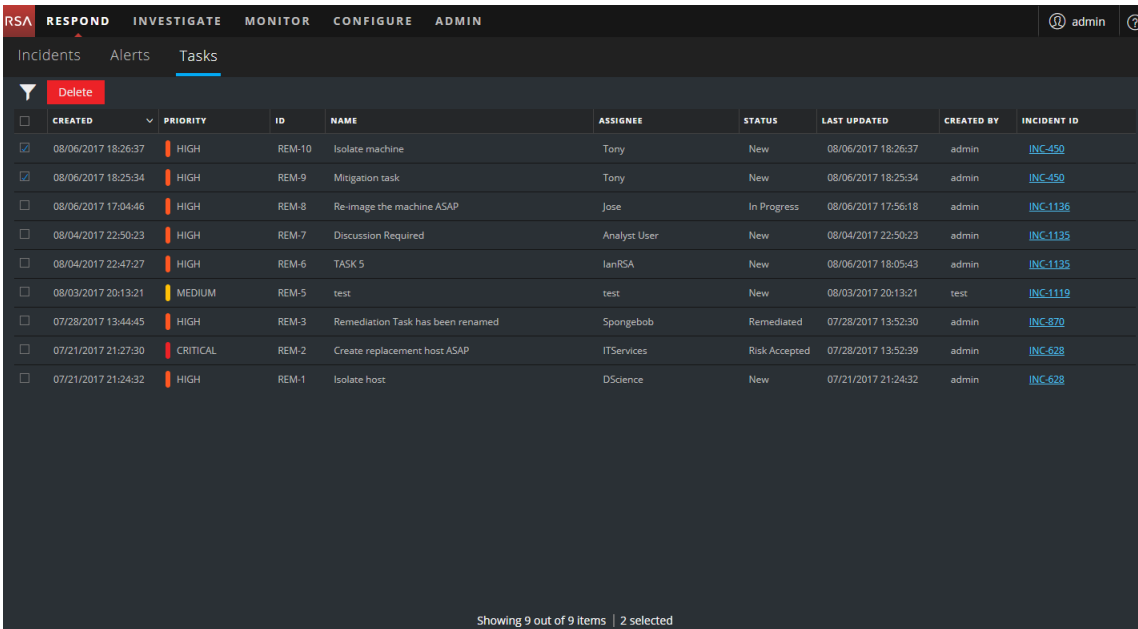 RSA RESPOND INVESTIGATE MONITOR CONFIGURE ADMIN admin ?
Incidents Alerts Tasks
Delete
CREATED PRIORITY ID NAME ASSIGNEE STATUS LAST UPDATED CREATED BY INCIDENT ID
08/06/2017 18:26:37 HIGH REM-10 Isolate machine Tony New 08/06/2017 18:26:37 admin INC-450
08/06/2017 18:25:34 HIGH REM-9 Mitigation task Tony New 08/06/2017 18:25:34 admin INC-450
08/06/2017 17:04:46 HIGH REM-8 Re-image the machine ASAP Jose In Progress 08/06/2017 17:56:18 admin INC-1136
08/04/2017 22:50:23 HIGH REM-7 Discussion Required Analyst User New 08/04/2017 22:50:23 admin INC-1135
08/04/2017 22:47:27 HIGH REM-6 TASK 5 IanRSA New 08/06/2017 18:05:43 admin INC-1135
08/03/2017 20:13:21 MEDIUM REM-5 test test New 08/03/2017 20:13:21 test INC-1119
07/28/2017 13:44:45 HIGH REM-3 Remediation Task has been renamed Spongebob Remediated 07/28/2017 13:52:30 admin INC-870
07/21/2017 21:27:30 CRITICAL REM-2 Create replacement host ASAP ITServices Risk Accepted 07/28/2017 13:52:39 admin INC-628
07/21/2017 21:24:32 HIGH REM-1 Isolate host DScience New 07/21/2017 21:24:32 admin INC-628
Showing 9 out of 9 items | 2 selected